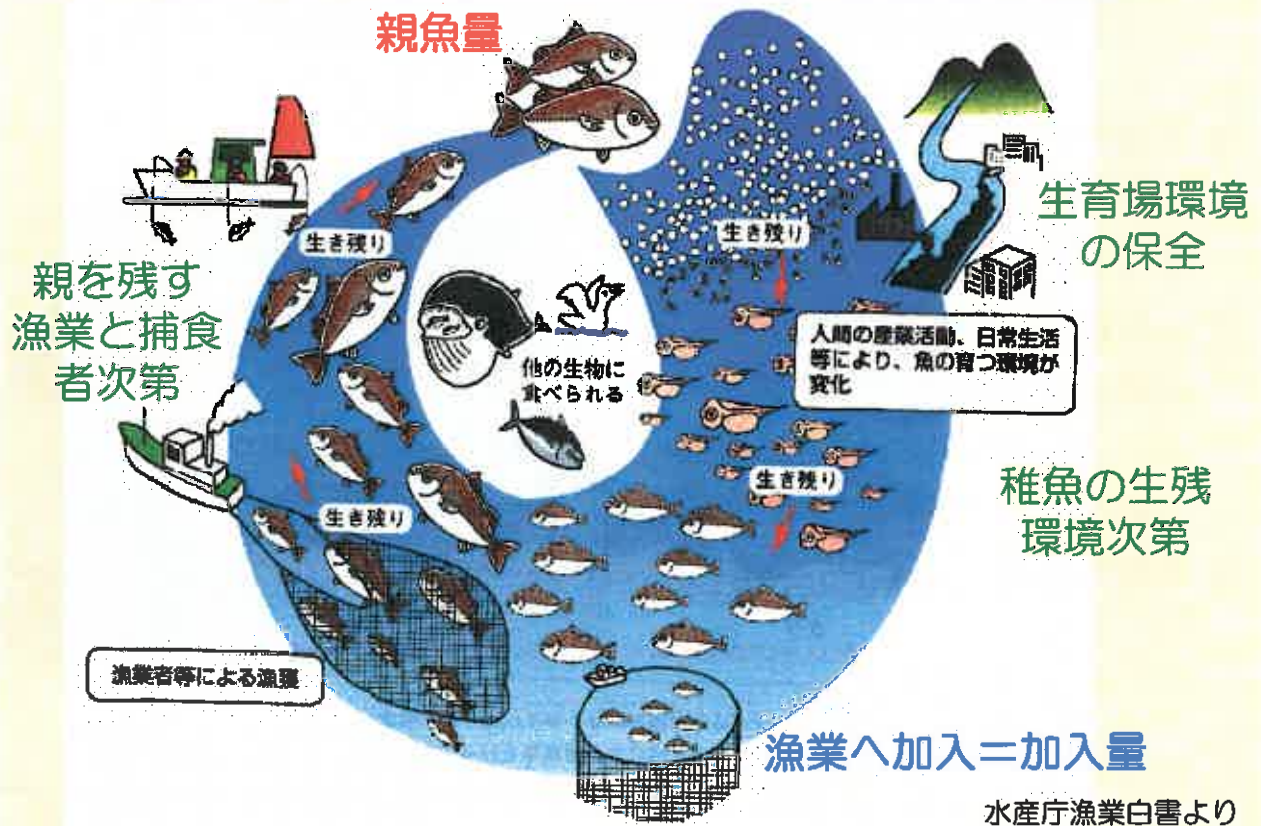 親魚量
生き残り
生き残り
生育場環境
の保全
親を残す
漁業と捕食
者次第
他の生物に
食べられる
人間の産業活動、日常生活
等により、魚の育つ環境が
変化
生き残り
生き残り
稚魚の生残
環境次第
漁業者等による漁獲
漁業へ加入＝加入量
水産庁漁業白書より